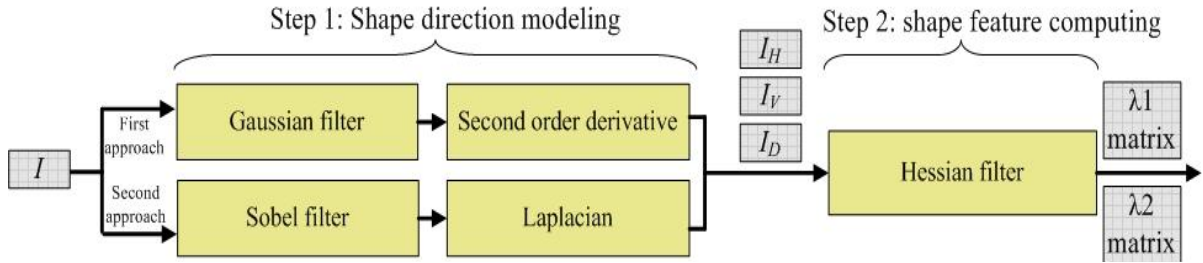 Step 1: Shape direction modeling
Step 2: shape feature computing
I
First
approach
Second
approach
Gaussian filter
Second order derivative
Sobel filter
Laplacian
I_H
I_V
I_D
Hessian filter
λ1
matrix
λ2
matrix